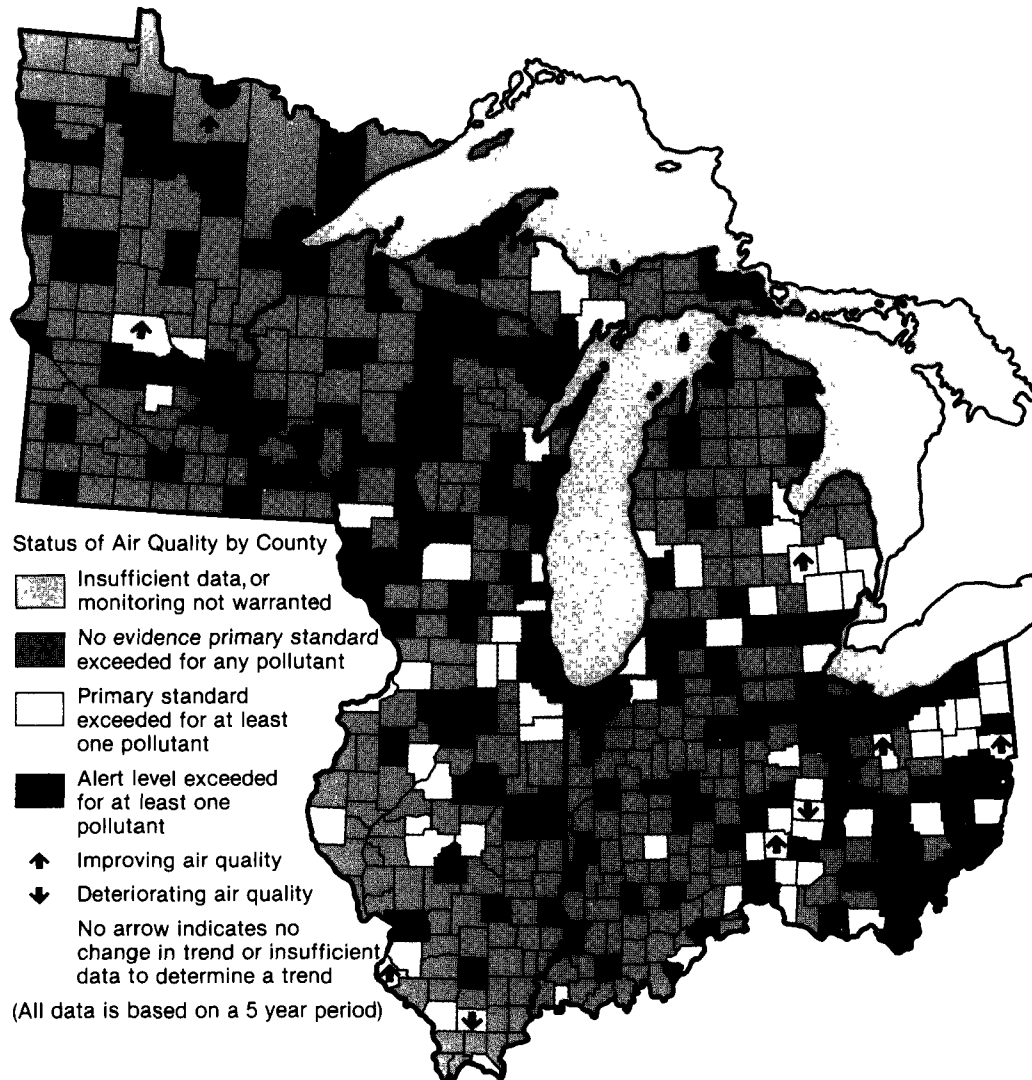 Status of Air Quality by County
Insufficient data, or
monitoring not warranted
No evidence primary standard
exceeded for any pollutant
Primary standard
exceeded for at least
one pollutant
Alert level exceeded
for at least one
pollutant
Improving air quality
Deteriorating air quality
No arrow indicates no
change in trend or insufficient
data to determine a trend
(All data is based on a 5 year period)